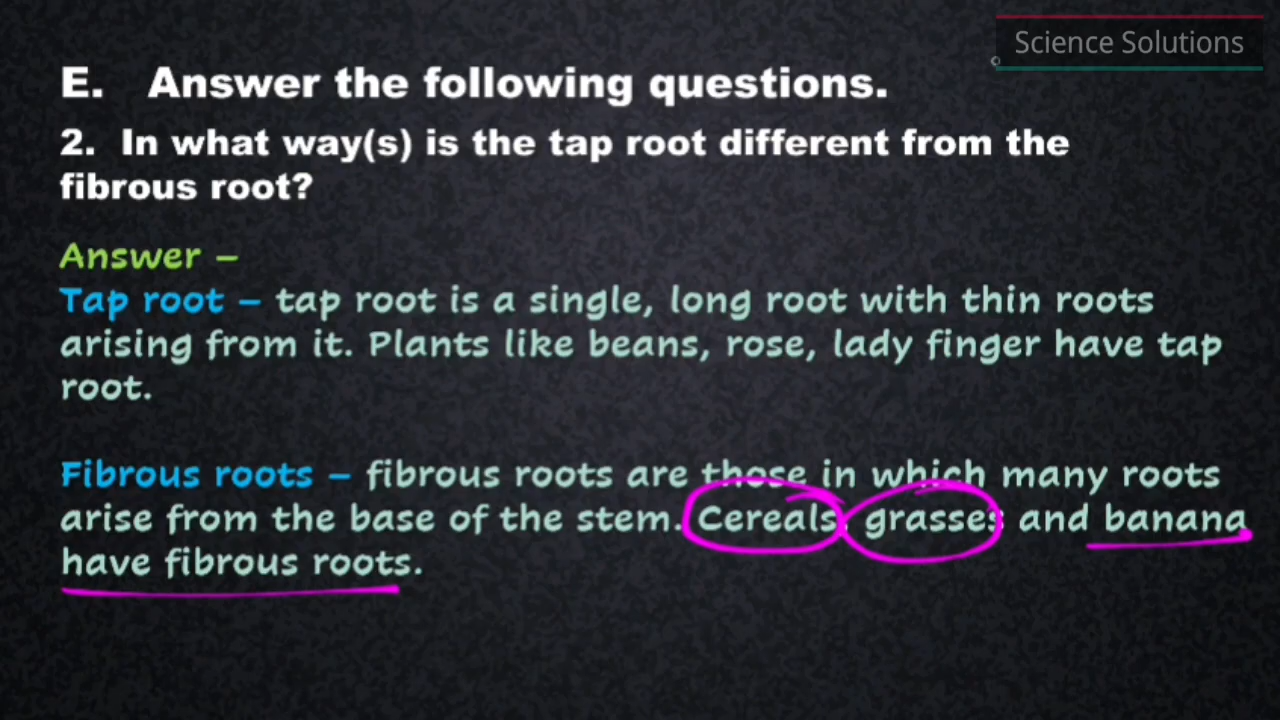 Science Solutions
E. Answer the following questions.
2. In what way(s) is the tap root different from the
fibrous root?
Answer –
Tap root – tap root is a single, long root with thin roots
arising from it. Plants like beans, rose, lady finger have tap
root.
Fibrous roots – fibrous roots are those in which many roots
arise from the base of the stem. Cereals, grasses and banana
have fibrous roots.